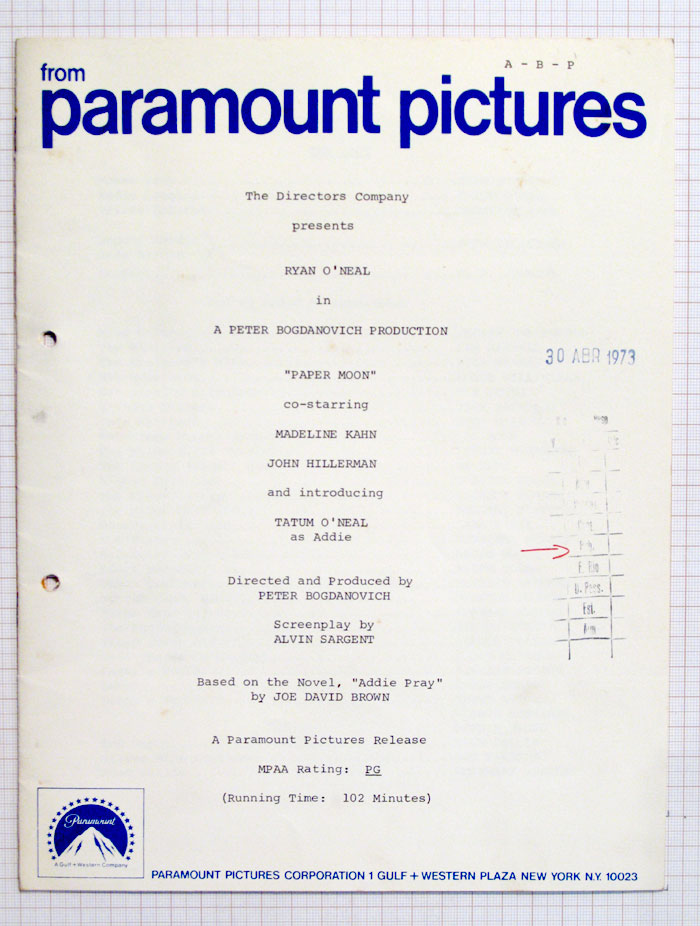 A - B - P
from
paramount pictures
The Directors Company
presents
RYAN O'NEAL
in
A PETER BOGDANOVICH PRODUCTION
30 ABR 1973
"PAPER MOON"
co-starring
MADELINE KAHN
JOHN HILLERMAN
and introducing
TATUM O'NEAL
as Addie
F. Rio
Est.
Directed and Produced by
PETER BOGDANOVICH
Screenplay by
ALVIN SARGENT
Based on the Novel, "Addie Pray"
by JOE DAVID BROWN
A Paramount Pictures Release
MPAA Rating: PG
(Running Time: 102 Minutes)
Paramount
A Gulf + Western Company
PARAMOUNT PICTURES CORPORATION 1 GULF + WESTERN PLAZA NEW YORK N.Y. 10023